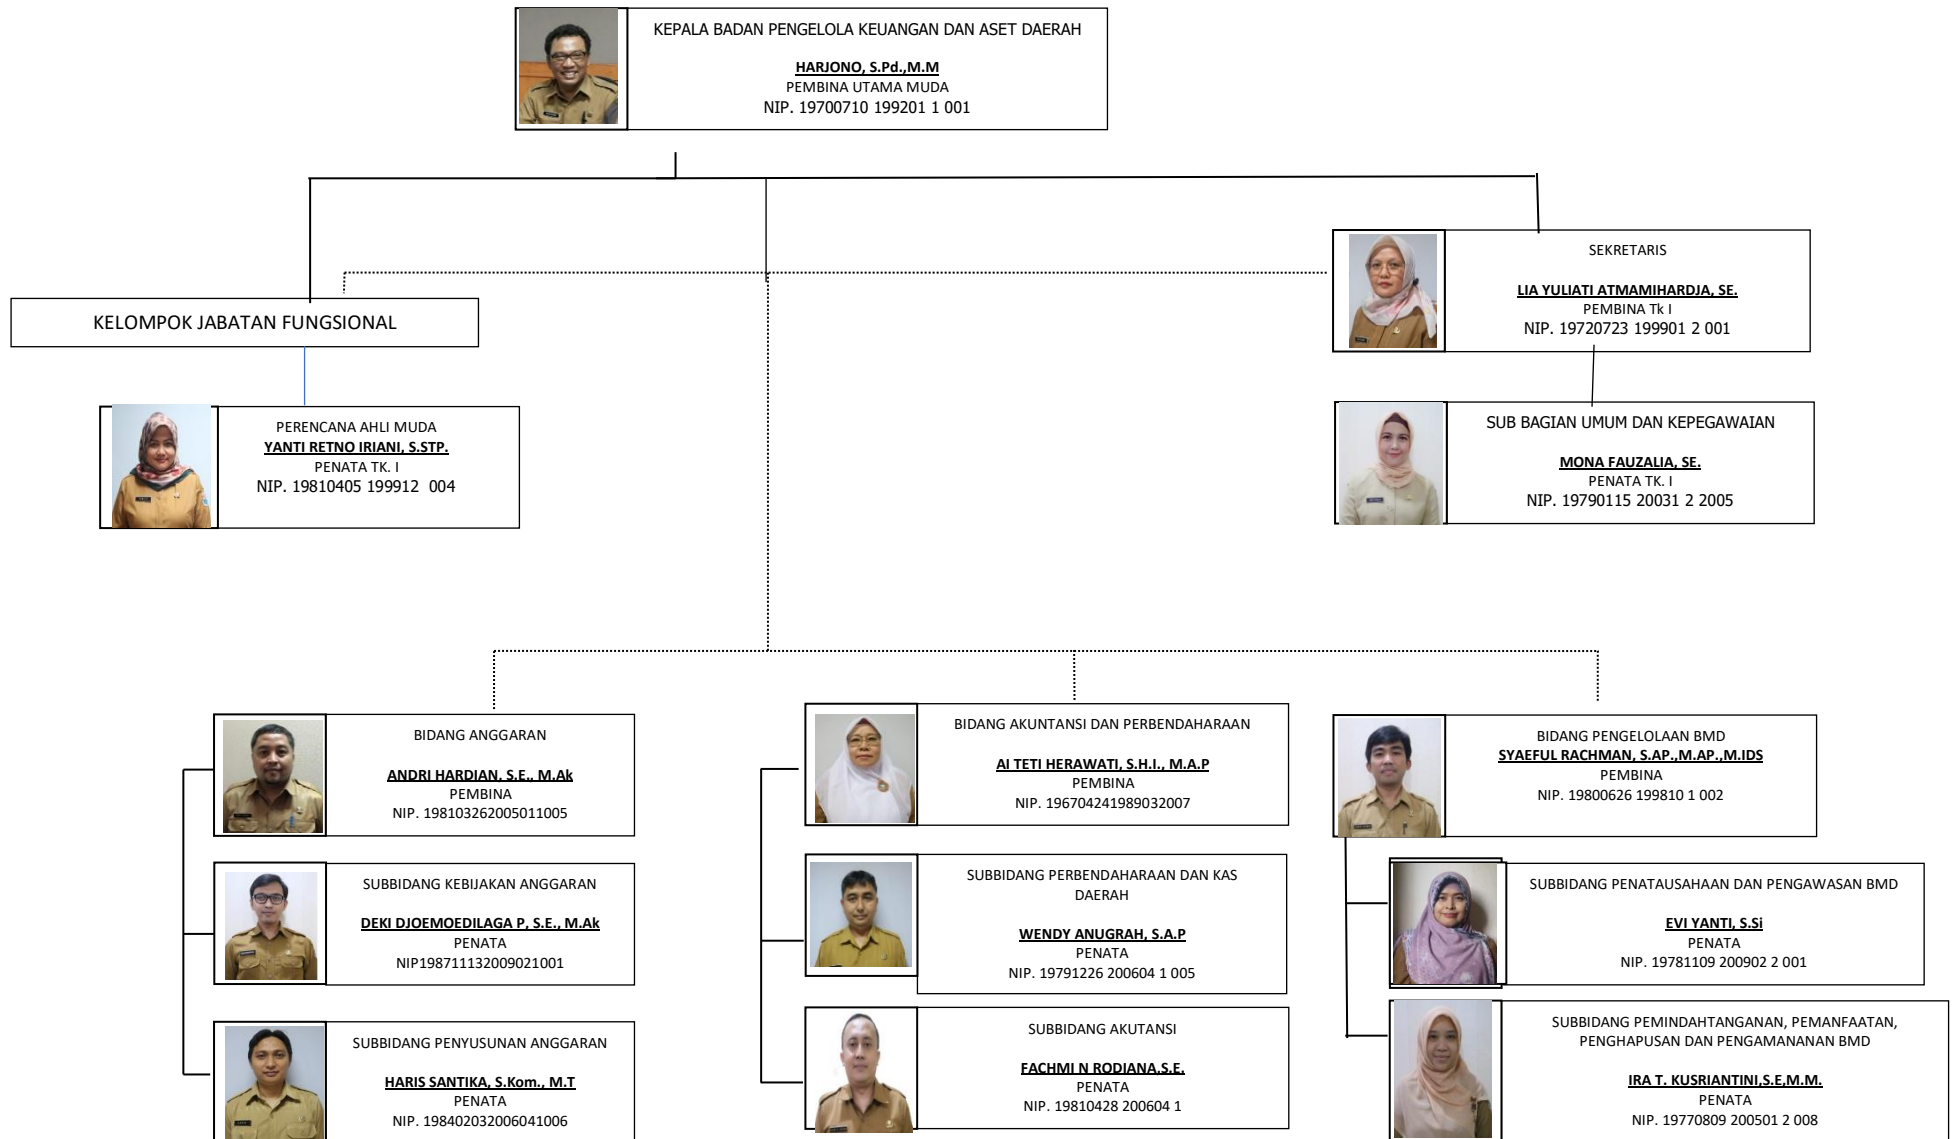 KEPALA BADAN PENGELOLA KEUANGAN DAN ASET DAERAH
HARJONO, S.Pd.,M.M
PEMBINA UTAMA MUDA
NIP. 19700710 199201 1 001
SEKRETARIS
LIA YULIATI ATMAMIHARDJA, SE.
PEMBINA Tk I
NIP. 19720723 199901 2 001
KELOMPOK JABATAN FUNGSIONAL
PERENCANA AHLI MUDA
YANTI RETNO IRIANI, S.STP.
PENATA TK. I
NIP. 19810405 199912  004
SUB BAGIAN UMUM DAN KEPEGAWAIAN
MONA FAUZALIA, SE.
PENATA TK. I
NIP. 19790115 20031 2 2005
BIDANG ANGGARAN
ANDRI HARDIAN, S.E., M.Ak
PEMBINA
NIP. 198103262005011005
SUBBIDANG KEBIJAKAN ANGGARAN
DEKI DJOEMOEDILAGA P, S.E., M.Ak
PENATA
NIP198711132009021001
SUBBIDANG PENYUSUNAN ANGGARAN
HARIS SANTIKA, S.Kom., M.T
PENATA
NIP. 198402032006041006
BIDANG AKUNTANSI DAN PERBENDAHARAAN
AI TETI HERAWATI, S.H.I., M.A.P
PEMBINA
NIP. 196704241989032007
SUBBIDANG PERBENDAHARAAN DAN KAS
DAERAH
WENDY ANUGRAH, S.A.P
PENATA
NIP. 19791226 200604 1 005
SUBBIDANG AKUTANSI
FACHMI N RODIANA,S.E.
PENATA
NIP. 19810428 200604 1
BIDANG PENGELOLAAN BMD
SYAEFUL RACHMAN, S.AP.,M.AP.,M.IDS
PEMBINA
NIP. 19800626 199810 1 002
SUBBIDANG PENATAUSAHAAN DAN PENGAWASAN BMD
EVI YANTI, S.Si
PENATA
NIP. 19781109 200902 2 001
SUBBIDANG PEMINDAHTANGANAN, PEMANFAATAN,
PENGHAPUSAN DAN PENGAMANANAN BMD
IRA T. KUSRIANTINI,S.E,M.M.
PENATA
NIP. 19770809 200501 2 008